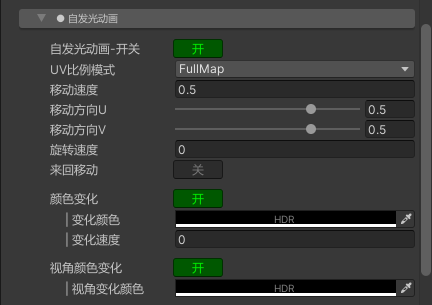 自发光动画
自发光动画-开关 开
UV比例模式 FullMap
移动速度 0.5
移动方向U 0.5
移动方向V 0.5
旋转速度 0
来回移动 关
颜色变化 开
变化颜色 HDR
变化速度 0
视角颜色变化 开
视角变化颜色 HDR